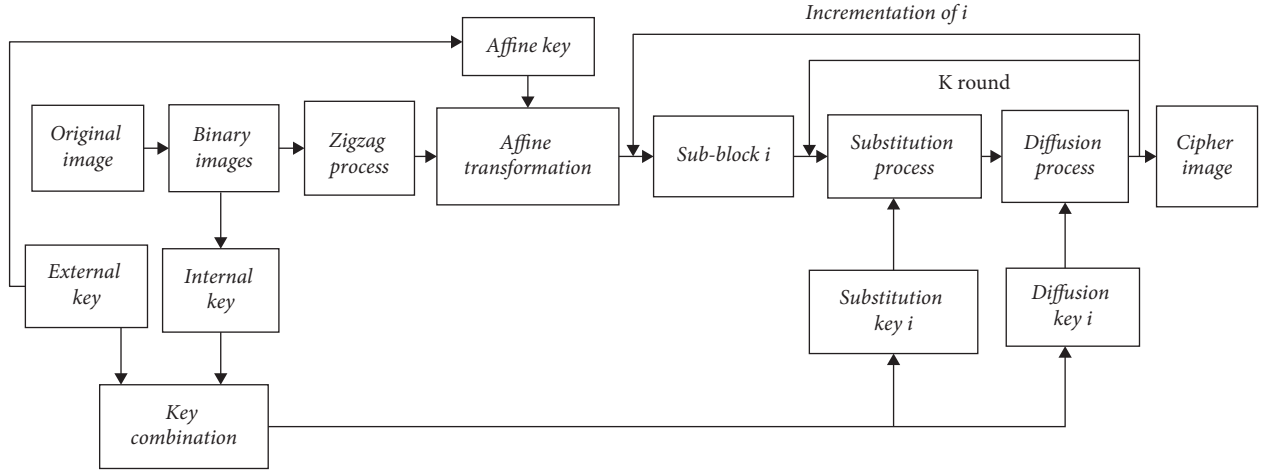 Incrementation of i
Affine key
K round
Original
image
Binary
images
Zigzag
process
Affine
transformation
Sub-block i
Substitution
process
Diffusion
process
Cipher
image
External
key
Internal
key
Substitution
key i
Diffusion
key i
Key
combination